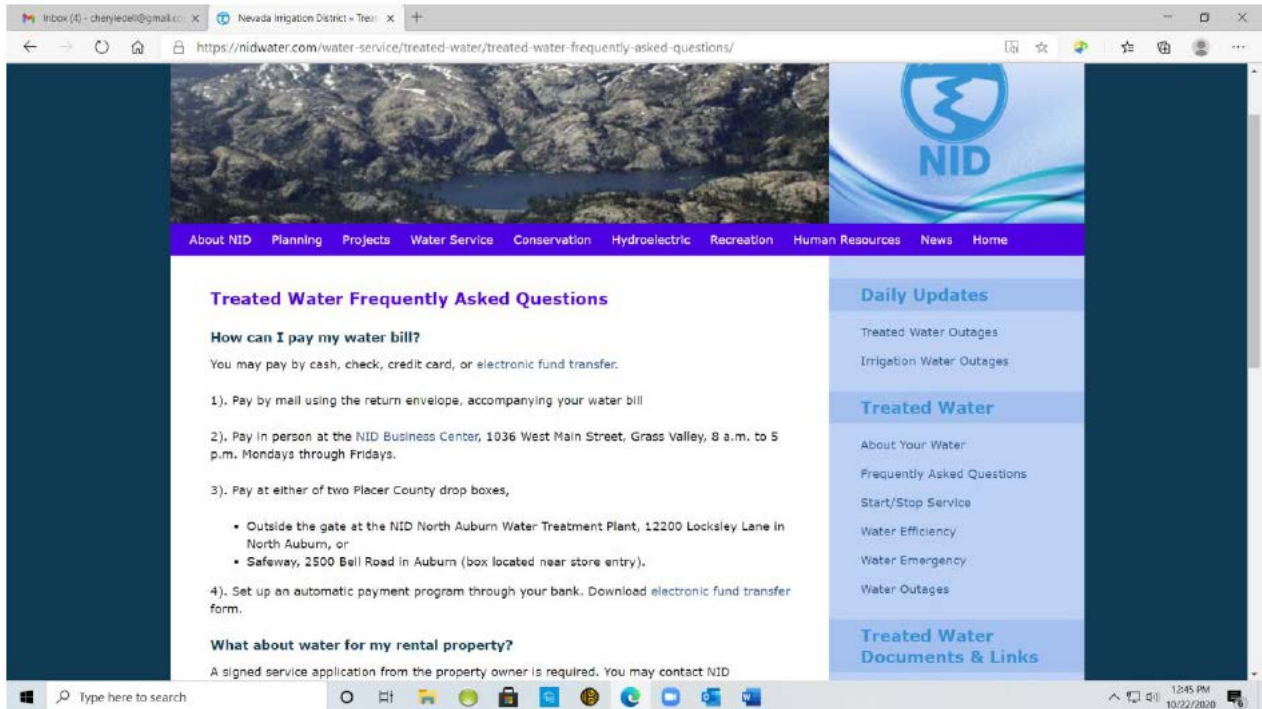 Inbox (4) - cheryledell@gmail.co
Nevada Irrigation District » Treat
https://nidwater.com/water-service/treated-water/treated-water-frequently-asked-questions/
NID
About NID Planning Projects Water Service Conservation Hydroelectric Recreation Human Resources News Home
Treated Water Frequently Asked Questions
How can I pay my water bill?
You may pay by cash, check, credit card, or electronic fund transfer.
1). Pay by mail using the return envelope, accompanying your water bill
2). Pay in person at the NID Business Center, 1036 West Main Street, Grass Valley, 8 a.m. to 5
p.m. Mondays through Fridays.
3). Pay at either of two Placer County drop boxes,
• Outside the gate at the NID North Auburn Water Treatment Plant, 12200 Locksley Lane in
North Auburn, or
• Safeway, 2500 Bell Road in Auburn (box located near store entry).
4). Set up an automatic payment program through your bank. Download electronic fund transfer
form.
What about water for my rental property?
A signed service application from the property owner is required. You may contact NID
Daily Updates
Treated Water Outages
Irrigation Water Outages
Treated Water
About Your Water
Frequently Asked Questions
Start/Stop Service
Water Efficiency
Water Emergency
Water Outages
Treated Water
Documents & Links
Type here to search
12:45 PM
10/22/2020
6